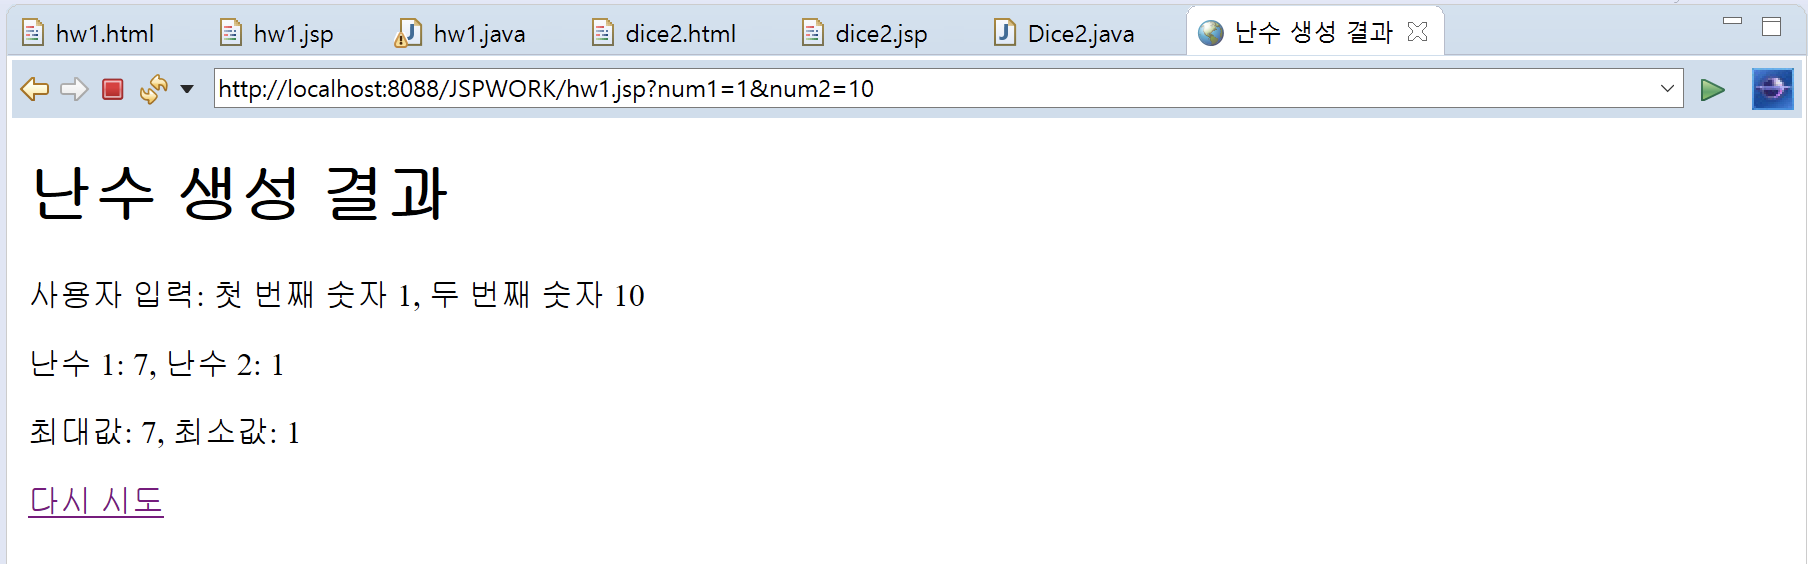 hw1.html hw1.jsp hw1.java dice2.html dice2.jsp Dice2.java 난수 생성 결과
http://localhost:8088/JSPWORK/hw1.jsp?num1=1&num2=10
난수 생성 결과
사용자 입력: 첫 번째 숫자 1, 두 번째 숫자 10
난수 1: 7, 난수 2: 1
최대값: 7, 최소값: 1
다시 시도